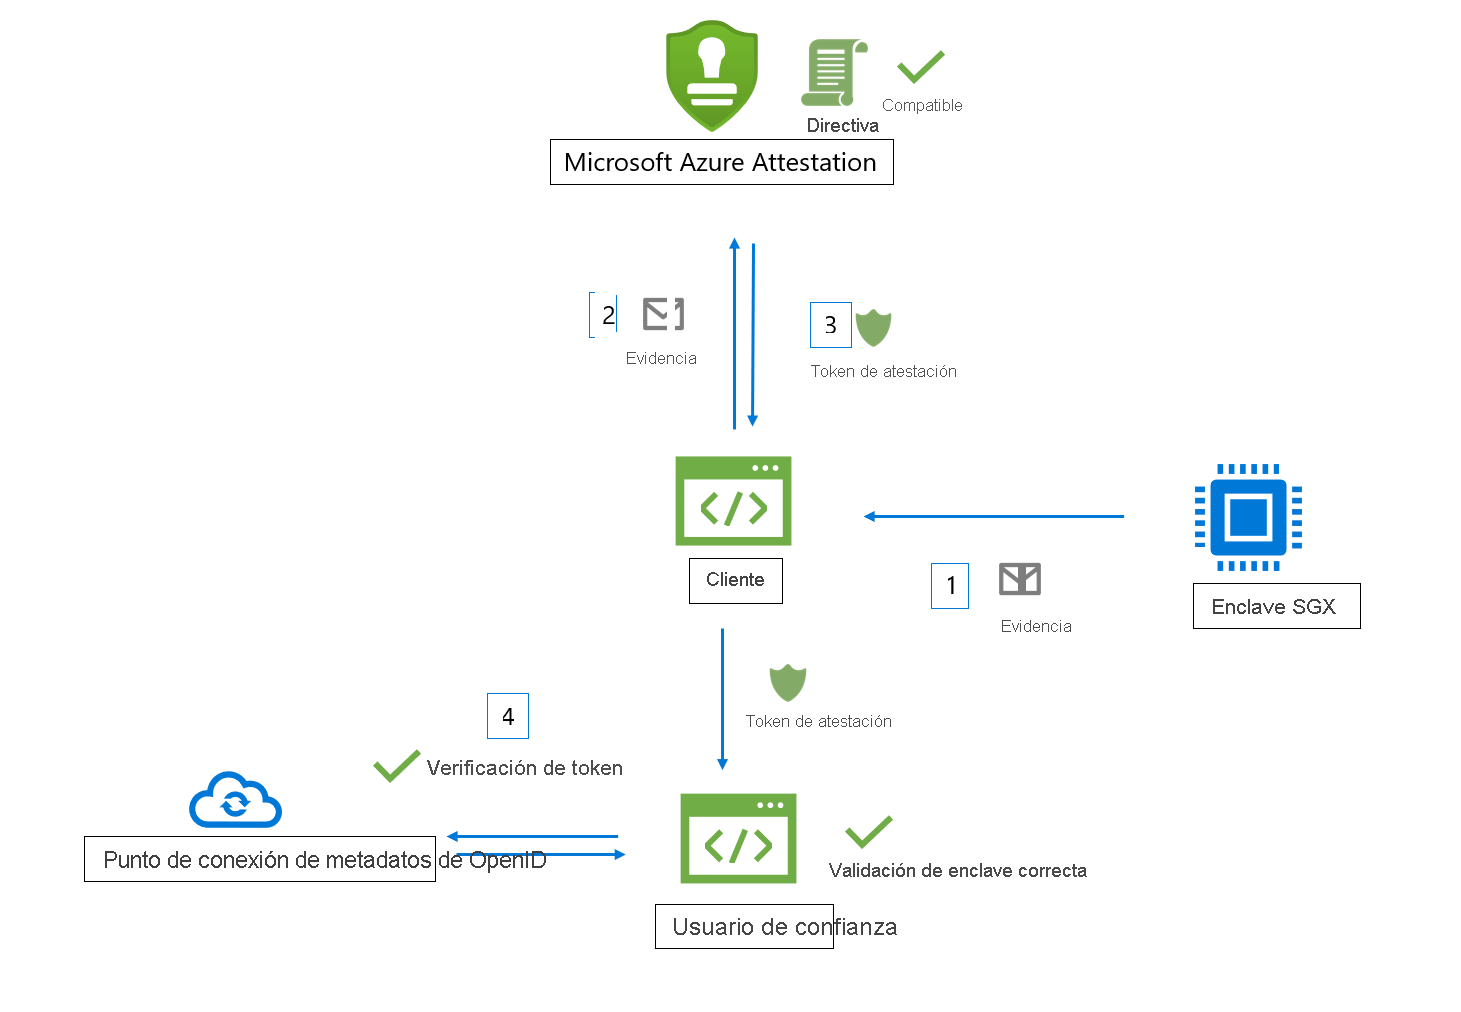 Compatible
Directiva
Microsoft Azure Attestation
2
Evidencia
3
Token de atestación
Cliente
1
Evidencia
Enclave SGX
Token de atestación
4
Verificación de token
Punto de conexión de metadatos de OpenID
Validación de enclave correcta
Usuario de confianza